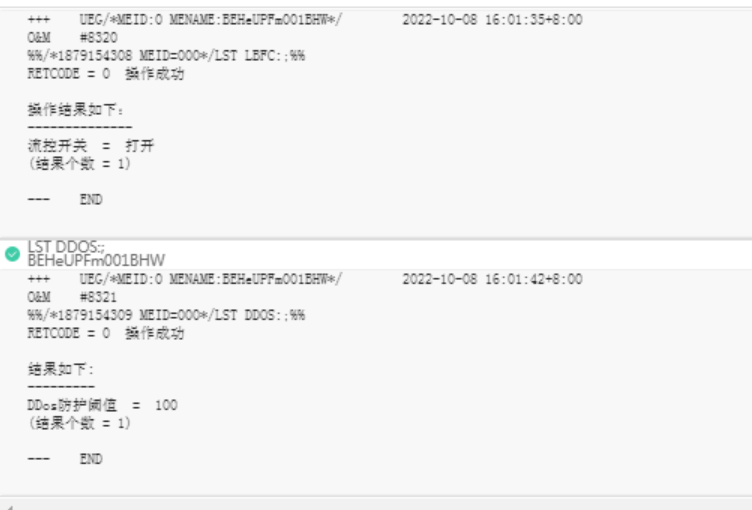 +++ UEG/*MEID:0 MENAME:BEHeUPFm001BHW*/ 2022-10-08 16:01:35+8:00
O&M #8320
%%/*1879154308 MEID=000*/LST LBFC:;%%
RETCODE = 0 操作成功
操作结果如下:
--------------
流控开关 = 打开
(结果个数 = 1)
--- END
LST DDOS:;
BEHeUPFm001BHW
+++ UEG/*MEID:0 MENAME:BEHeUPFm001BHW*/ 2022-10-08 16:01:42+8:00
O&M #8321
%%/*1879154309 MEID=000*/LST DDOS:;%%
RETCODE = 0 操作成功
结果如下:
---------
DDos防护阈值 = 100
(结果个数 = 1)
--- END